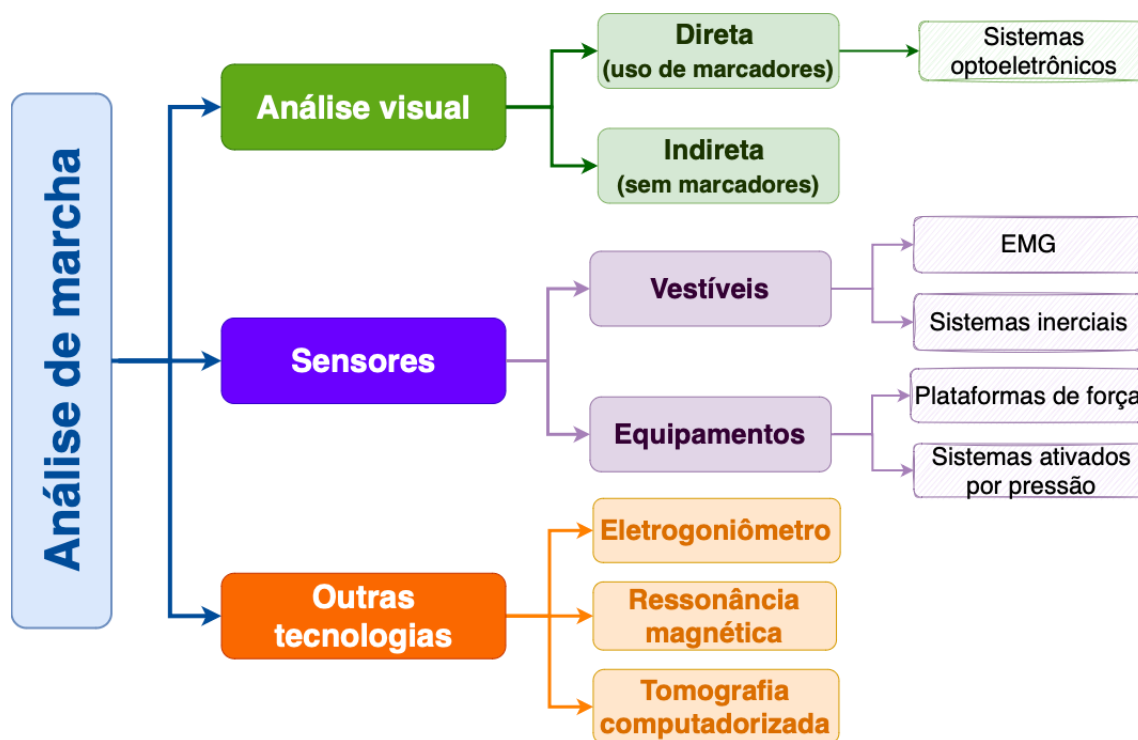 Análise de marcha
Análise visual
Direta
(uso de marcadores)
Sistemas
optoeletrônicos
Indireta
(sem marcadores)
Sensores
Vestíveis
EMG
Sistemas inerciais
Equipamentos
Plataformas de força
Sistemas ativados
por pressão
Outras
tecnologias
Eletrogoniômetro
Ressonância
magnética
Tomografia
computadorizada